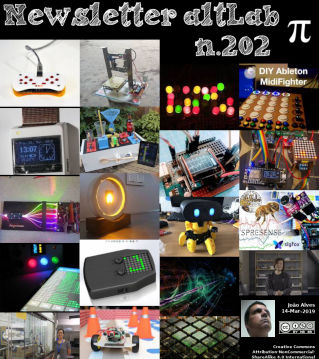 Newsletter altLab
n.202
π
DIY Ableton
MidiFighter
13:07
SPRESENSE
sigfox
João Alves
14-Mar-2019
Creative Commons
Attribution-NonCommercial-
ShareAlike 4.0 International